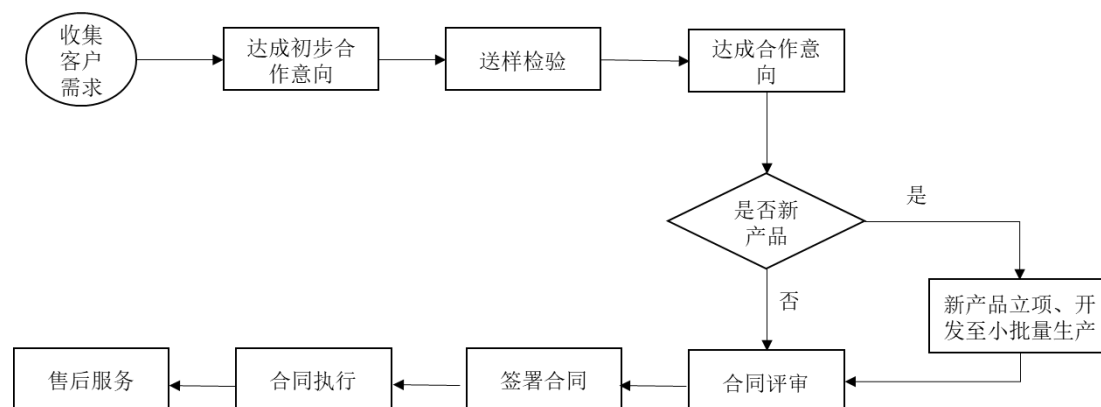 收集
客户
需求
达成初步合
作意向
送样检验
达成合作意
向
是否新
产品
是
否
新产品立项、开
发至小批量生产
合同评审
签署合同
合同执行
售后服务